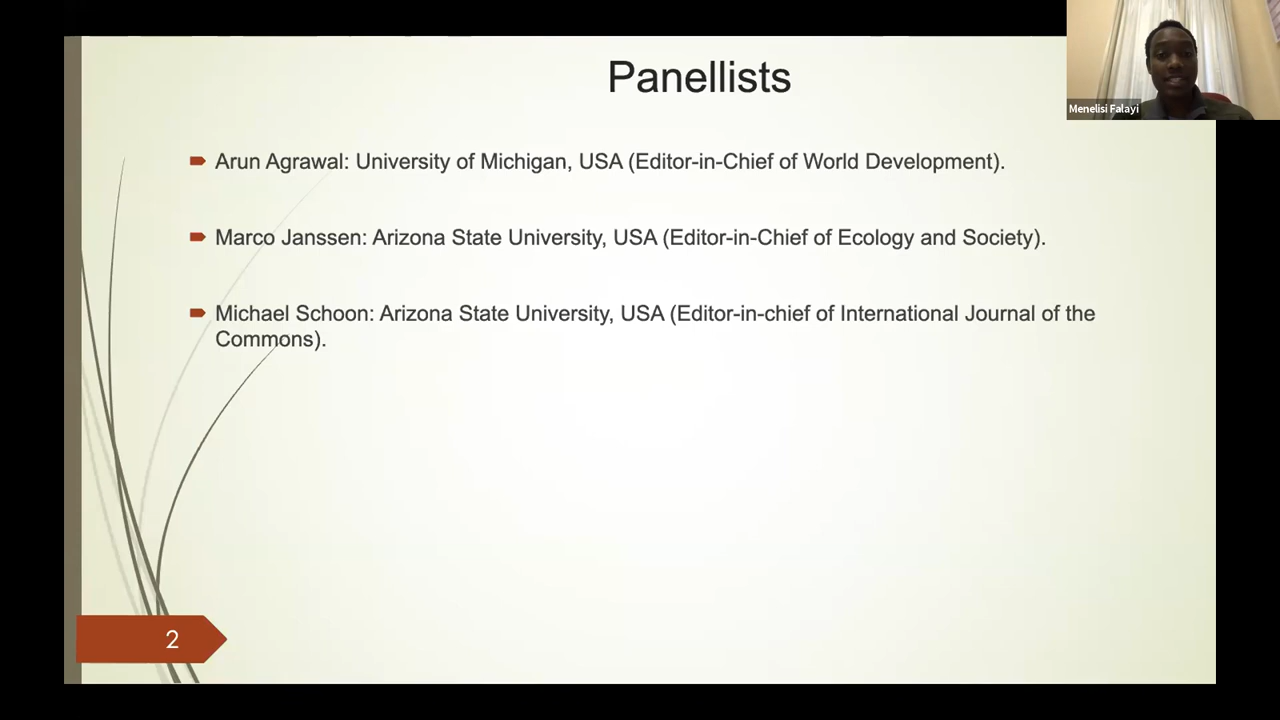 Panellists
Menelisi Falayi
Arun Agrawal: University of Michigan, USA (Editor-in-Chief of World Development).
Marco Janssen: Arizona State University, USA (Editor-in-Chief of Ecology and Society).
Michael Schoon: Arizona State University, USA (Editor-in-chief of International Journal of the
Commons).
2